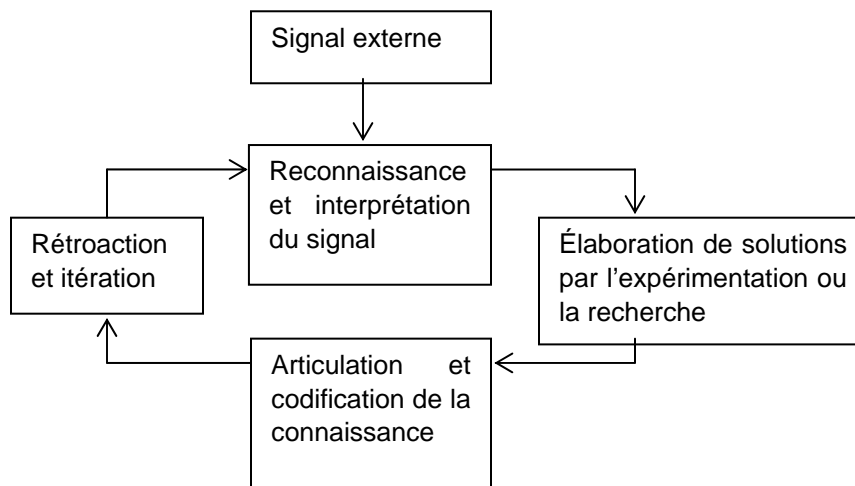 Signal externe
Reconnaissance
et interprétation
du signal
Rétroaction
et itération
Élaboration de solutions
par l'expérimentation ou
la recherche
Articulation et
codification de la
connaissance